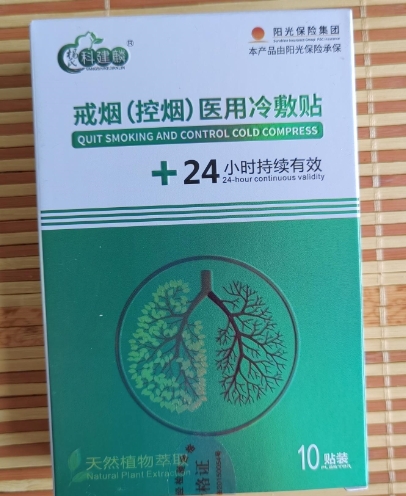 科建麟®
阳光保险集团
本产品由阳光保险承保
戒烟(控烟)医用冷敷贴
QUIT SMOKING AND CONTROL COLD COMPRESS
+24小时持续有效
24-hour continuous validity
天然植物萃取
Natural Plant Extraction
10贴装
格证